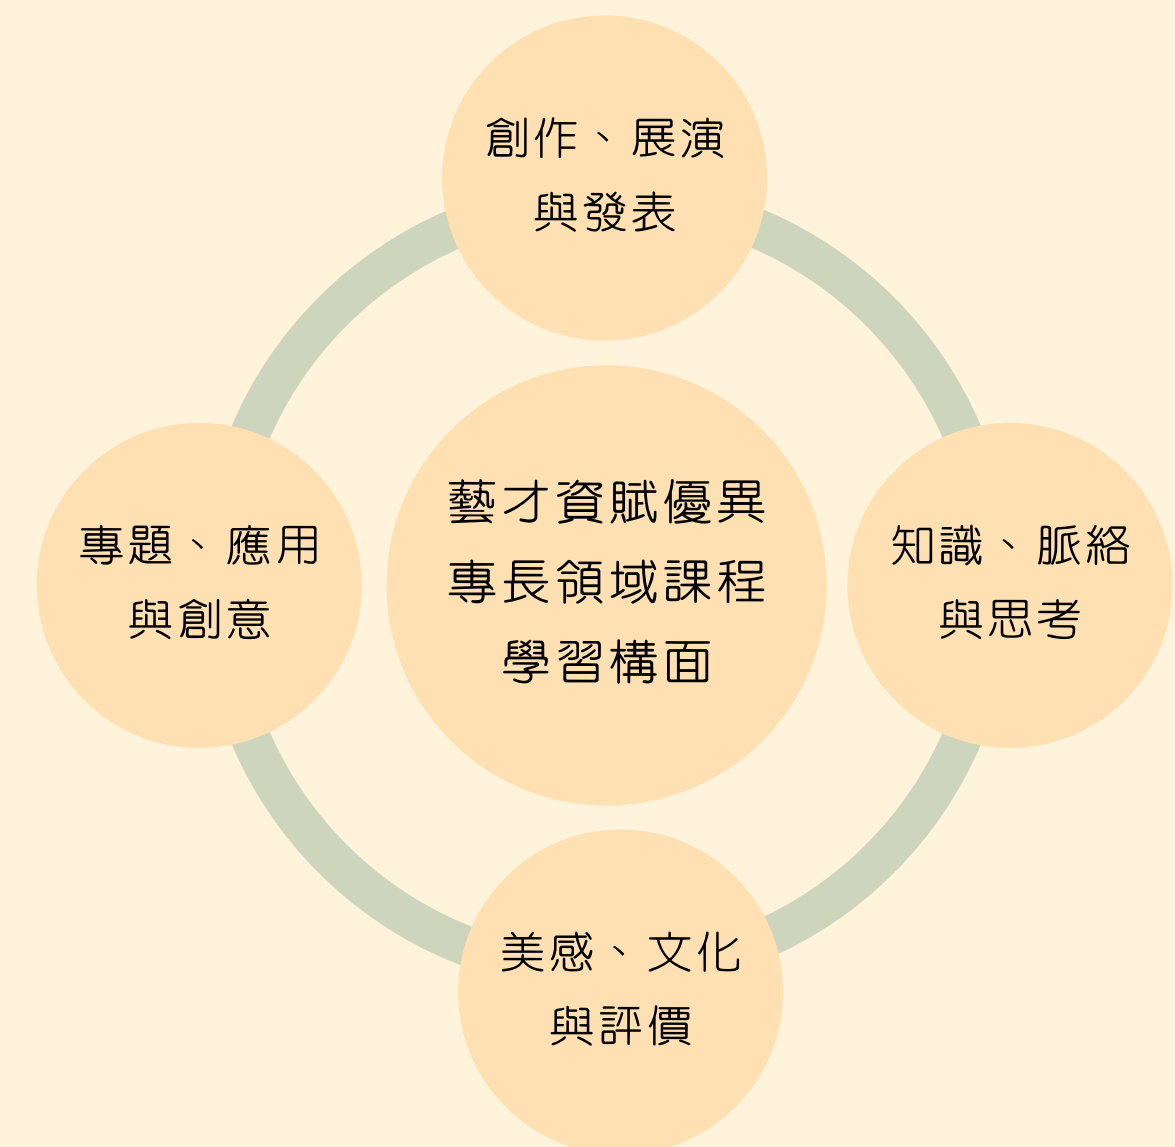 創作、展演
與發表
專題、應用
與創意
藝才資賦優異
專長領域課程
學習構面
知識、脈絡
與思考
美感、文化
與評價